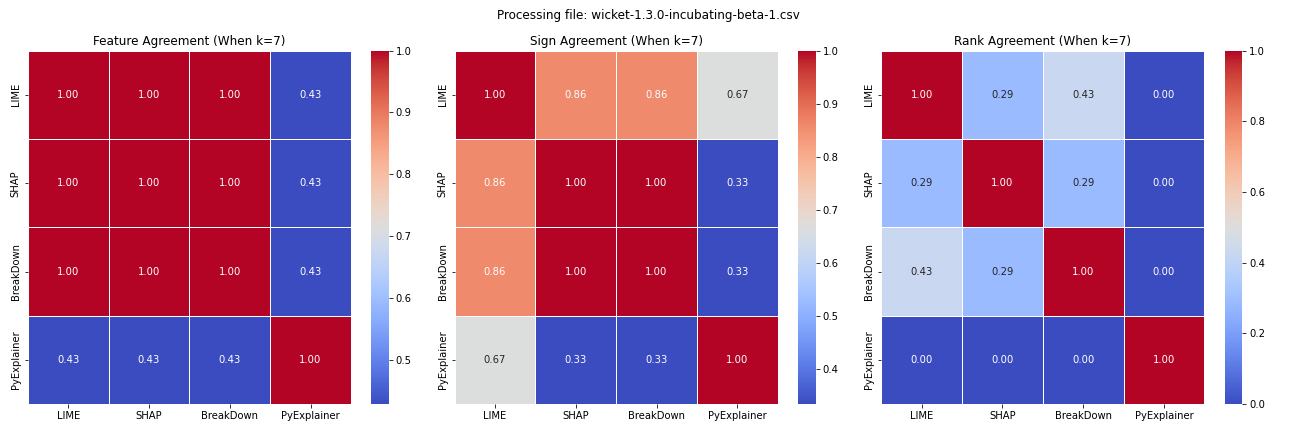 Processing file: wicket-1.3.0-incubating-beta-1.csv
Feature Agreement (When k=7)
LIME
1.00 1.00 1.00 0.43
SHAP
1.00 1.00 1.00 0.43
BreakDown
1.00 1.00 1.00 0.43
PyExplainer
0.43 0.43 0.43 1.00
LIME SHAP BreakDown PyExplainer
1.0
0.9
0.8
0.7
0.6
0.5
Sign Agreement (When k=7)
LIME
1.00 0.86 0.86 0.67
SHAP
0.86 1.00 1.00 0.33
BreakDown
0.86 1.00 1.00 0.33
PyExplainer
0.67 0.33 0.33 1.00
LIME SHAP BreakDown PyExplainer
1.0
0.9
0.8
0.7
0.6
0.5
0.4
Rank Agreement (When k=7)
LIME
1.00 0.29 0.43 0.00
SHAP
0.29 1.00 0.29 0.00
BreakDown
0.43 0.29 1.00 0.00
PyExplainer
0.00 0.00 0.00 1.00
LIME SHAP BreakDown PyExplainer
1.0
0.8
0.6
0.4
0.2
0.0